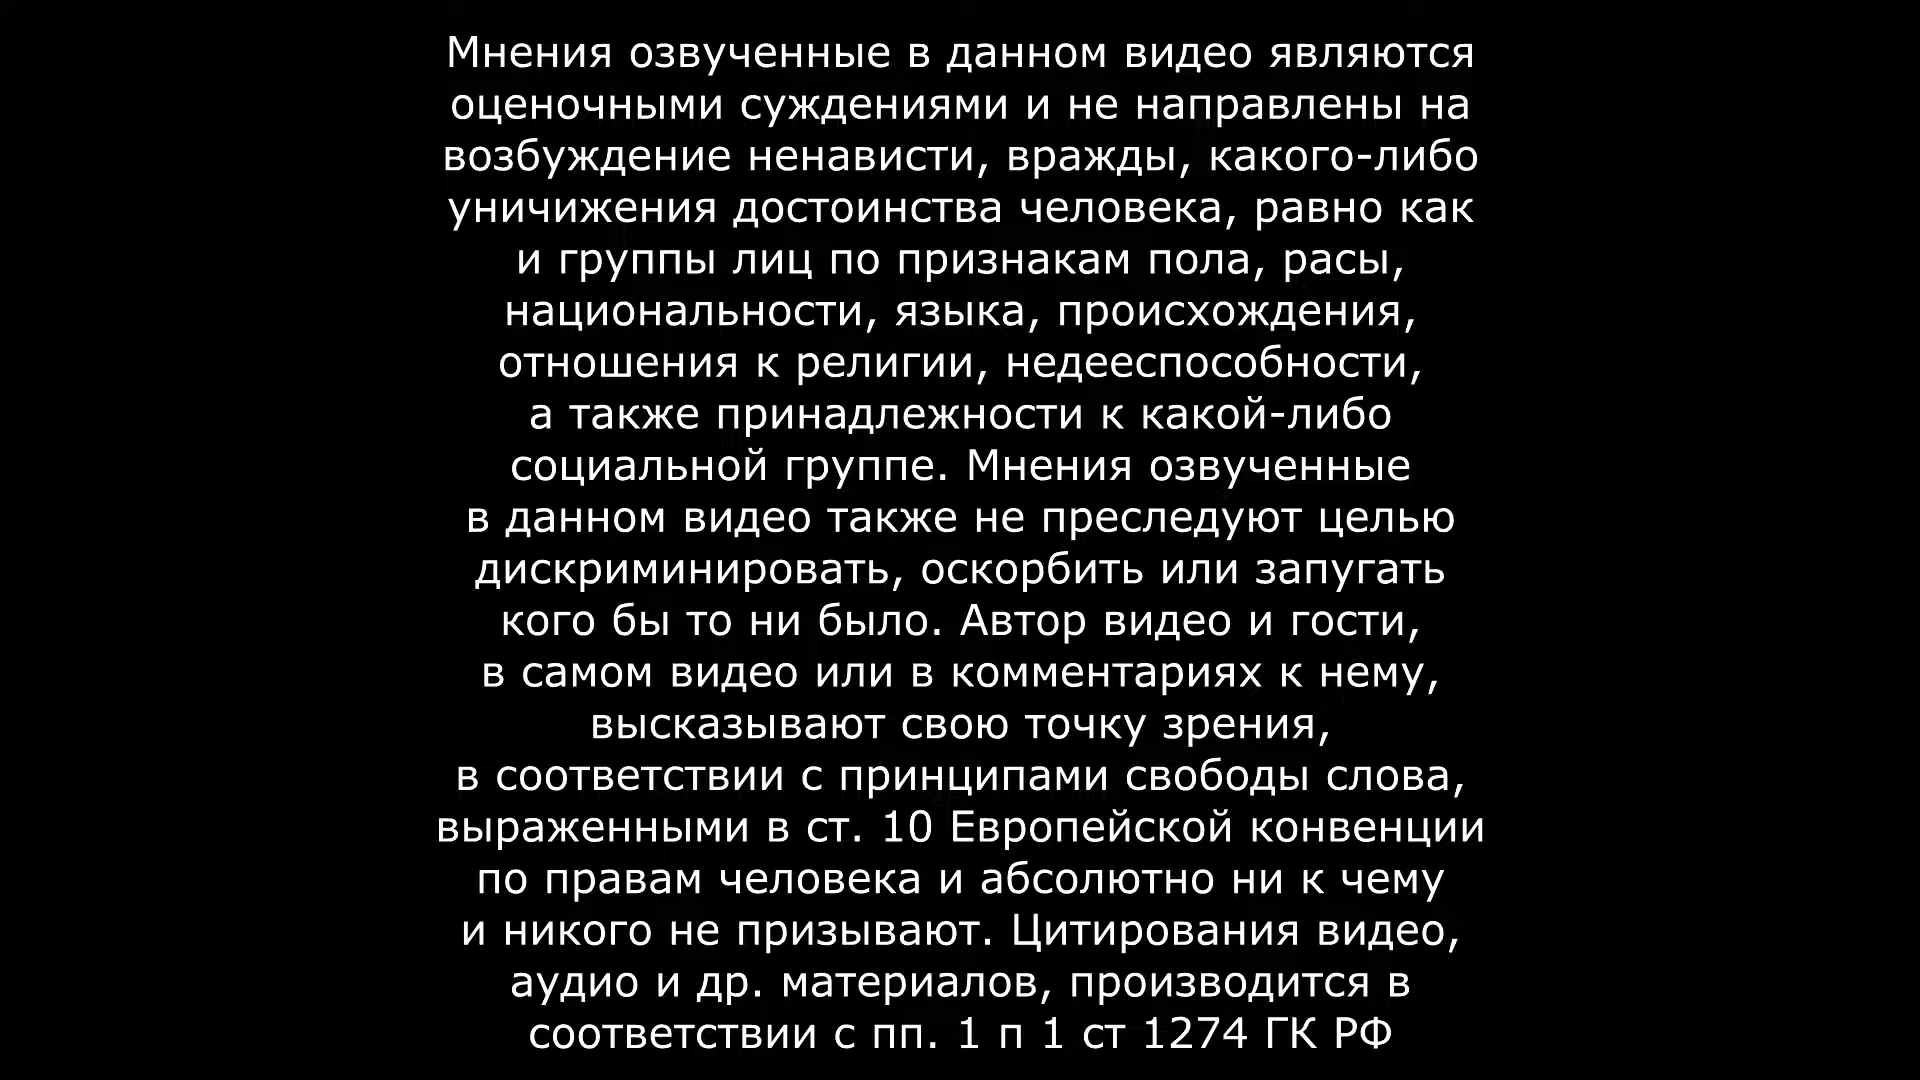 Мнения озвученные в данном видео являются
оценочными суждениями и не направлены на
возбуждение ненависти, вражды, какого-либо
уничижения достоинства человека, равно как
и группы лиц по признакам пола, расы,
национальности, языка, происхождения,
отношения к религии, недееспособности,
а также принадлежности к какой-либо
социальной группе. Мнения озвученные
в данном видео также не преследуют целью
дискриминировать, оскорбить или запугать
кого бы то ни было. Автор видео и гости,
в самом видео или в комментариях к нему,
высказывают свою точку зрения,
в соответствии с принципами свободы слова,
выраженными в ст. 10 Европейской конвенции
по правам человека и абсолютно ни к чему
и никого не призывают. Цитирования видео,
аудио и др. материалов, производится в
соответствии с пп. 1 п 1 ст 1274 ГК РФ